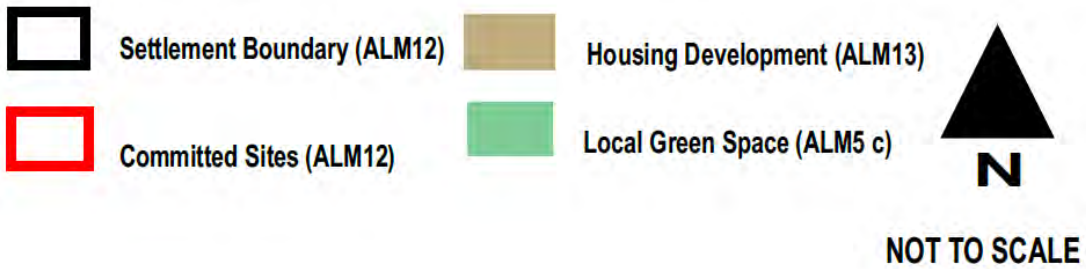 Settlement Boundary (ALM12)
Housing Development (ALM13)
Committed Sites (ALM12)
Local Green Space (ALM5 c)
N
NOT TO SCALE